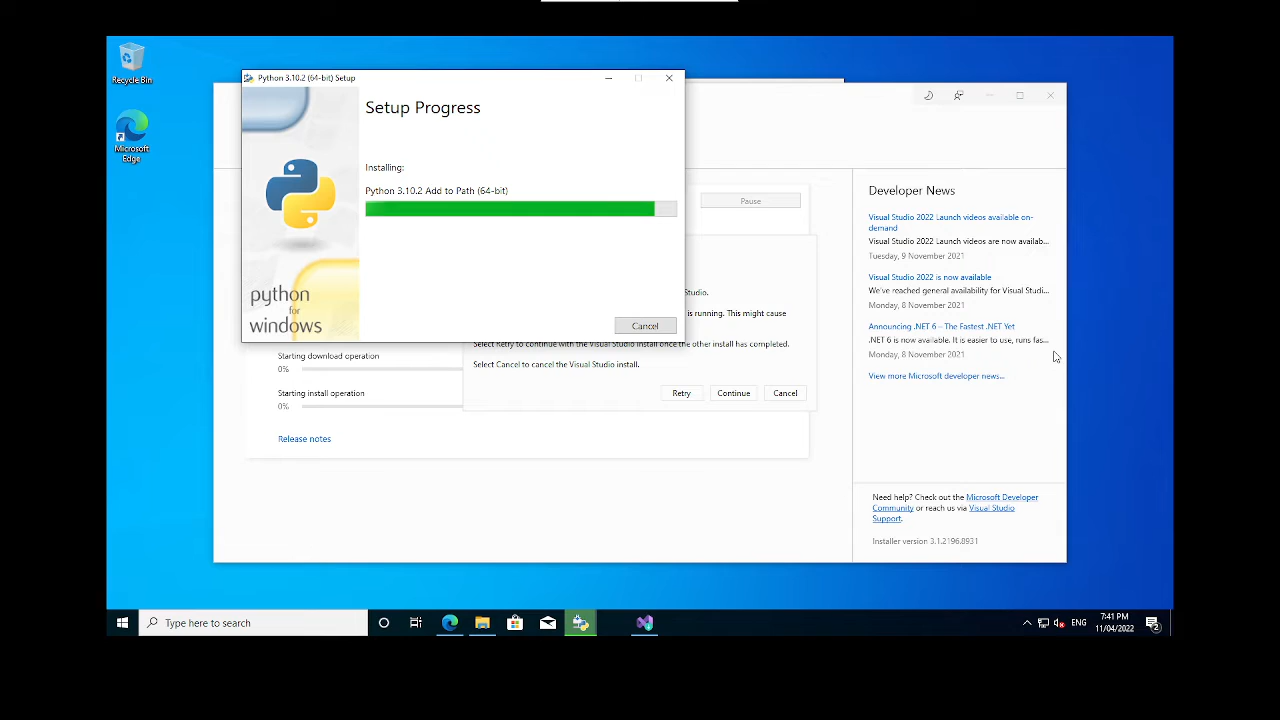 Recycle Bin
Microsoft
Edge
Python 3.10.2 (64-bit) Setup
Setup Progress
Installing:
Python 3.10.2 Add to Path (64-bit)
python
for
windows
Cancel
Pause
Studio.
is running. This might cause
Select Retry to continue with the Visual Studio install once the other install has completed.
Select Cancel to cancel the Visual Studio install.
Retry
Continue
Cancel
Starting download operation
0%
Starting install operation
0%
Release notes
Developer News
Visual Studio 2022 Launch videos available on-
demand
Visual Studio 2022 Launch videos are now availab...
Tuesday, 9 November 2021
Visual Studio 2022 is now available
We've reached general availability for Visual Studi...
Monday, 8 November 2021
Announcing .NET 6 – The Fastest .NET Yet
.NET 6 is now available. It is easier to use, runs fas...
Monday, 8 November 2021
View more Microsoft developer news...
Need help? Check out the Microsoft Developer
Community or reach us via Visual Studio
Support.
Installer version 3.1.2196.8931
Type here to search
ENG
7:41 PM
11/04/2022
2